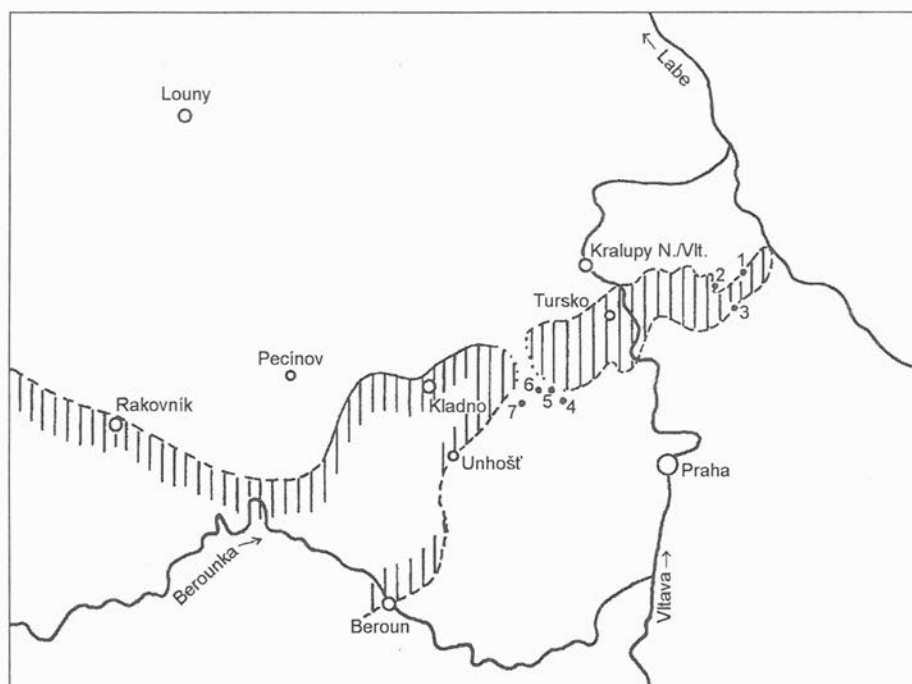 ← Labe
Louny
Kralupy N./Vlt.
1
2
3
Tursko
Pecínov
Rakovník
Kladno
6
5
4
7
Unhošť
Praha
Berounka →
Vltava →
Beroun